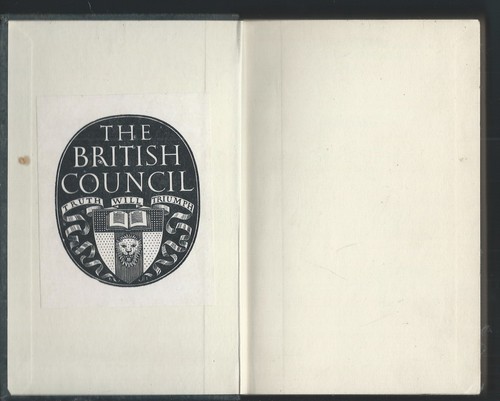 THE
BRITISH
COUNCIL
TRUTH WILL TRIUMPH